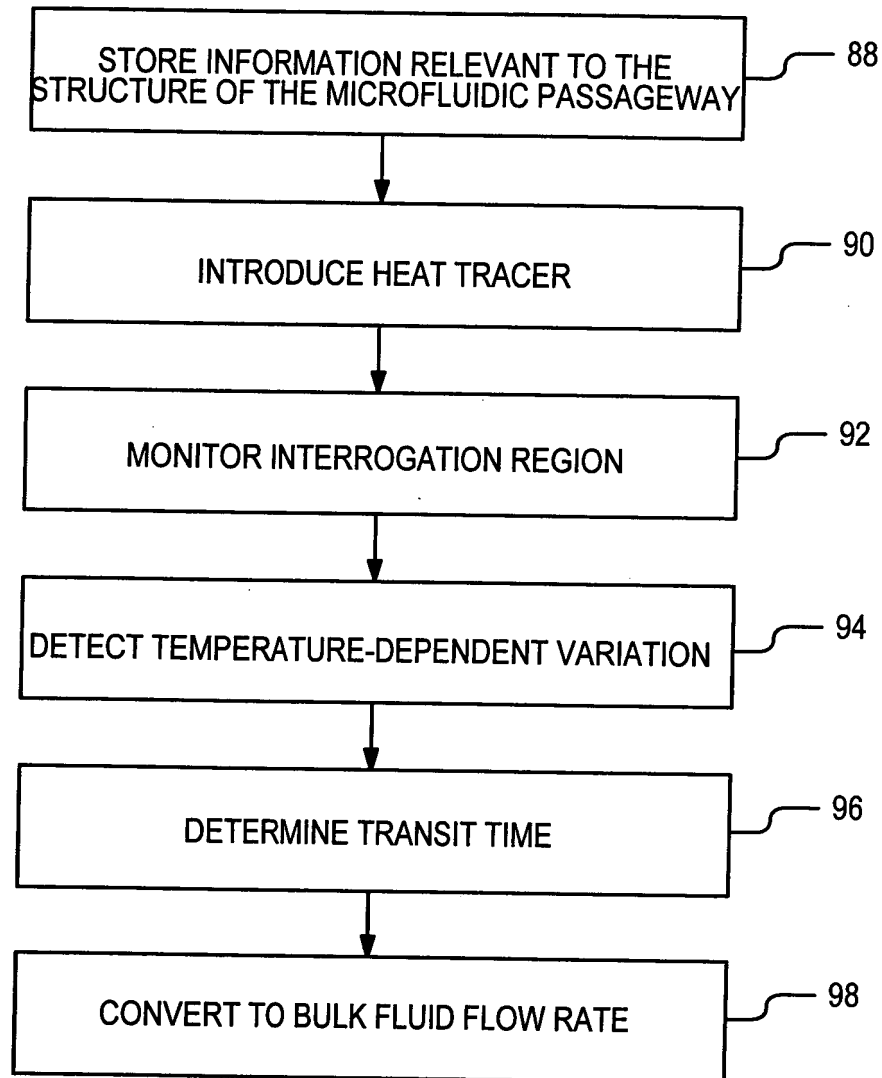 STORE INFORMATION RELEVANT TO THE
STRUCTURE OF THE MICROFLUIDIC PASSAGEWAY
88
INTRODUCE HEAT TRACER
90
MONITOR INTERROGATION REGION
92
DETECT TEMPERATURE-DEPENDENT VARIATION
94
DETERMINE TRANSIT TIME
96
CONVERT TO BULK FLUID FLOW RATE
98